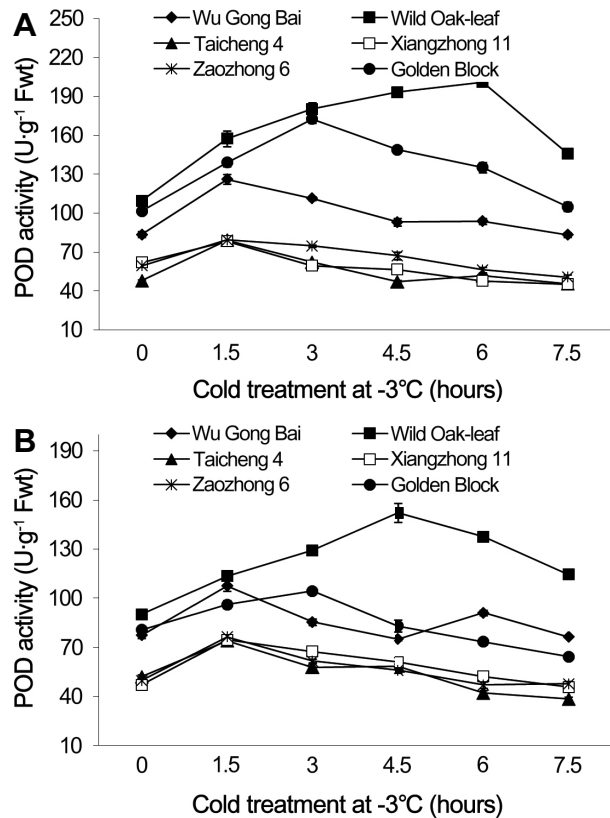 A
Wu Gong Bai
Wild Oak-leaf
Taicheng 4
Xiangzhong 11
Zaozhong 6
Golden Block
POD activity (U·g⁻¹ Fwt)
250
220
190
160
130
100
70
40
10
0 1.5 3 4.5 6 7.5
Cold treatment at -3°C (hours)
B
Wu Gong Bai
Wild Oak-leaf
Taicheng 4
Xiangzhong 11
Zaozhong 6
Golden Block
POD activity (U·g⁻¹ Fwt)
190
160
130
100
70
40
10
0 1.5 3 4.5 6 7.5
Cold treatment at -3°C (hours)